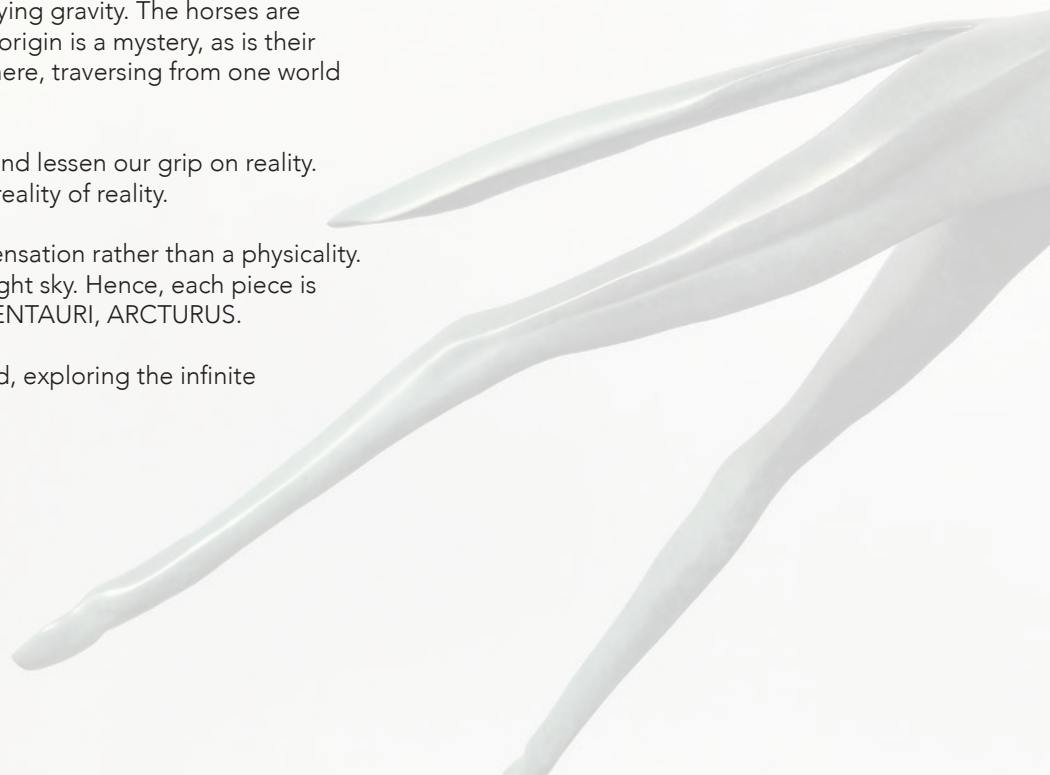 ying gravity. The horses are
origin is a mystery, as is their
ere, traversing from one world
nd lessen our grip on reality.
reality of reality.
ensation rather than a physicality.
ght sky. Hence, each piece is
ENTAURI, ARCTURUS.
d, exploring the infinite